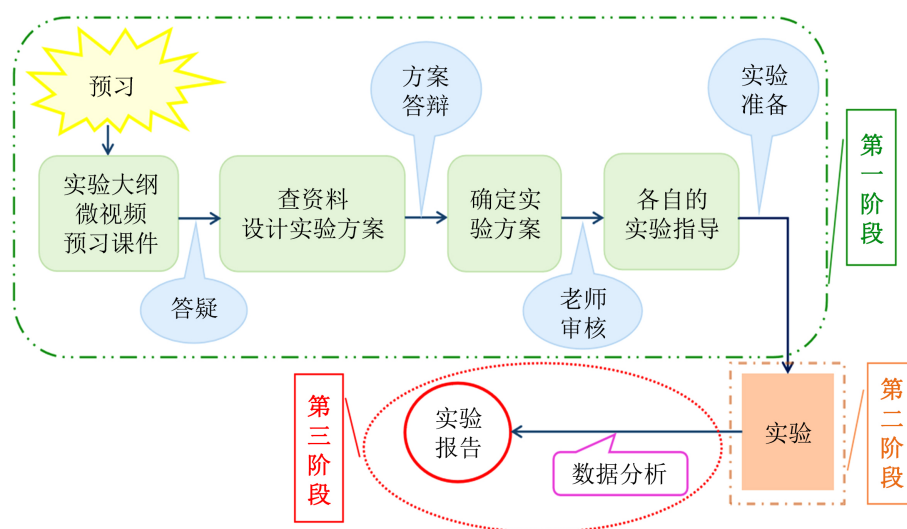 预习
实验大纲
微视频
预习课件
答疑
查资料
设计实验方案
方案
答辩
确定实
验方案
老师
审核
各自的
实验指导
实验
准备
第一阶段
实验
第二阶段
数据分析
实验
报告
第三阶段